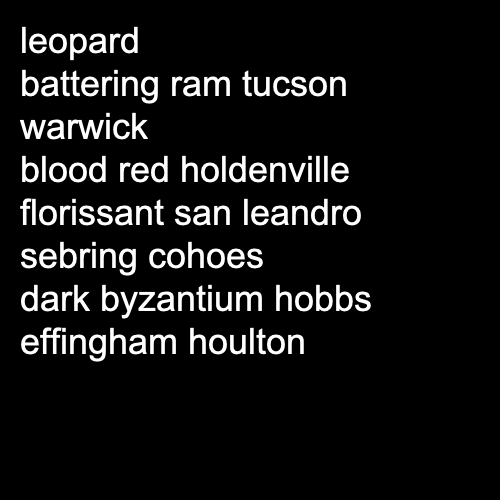 leopard
battering ram tucson
warwick
blood red holdenville
florissant san leandro
sebring cohoes
dark byzantium hobbs
effingham houlton